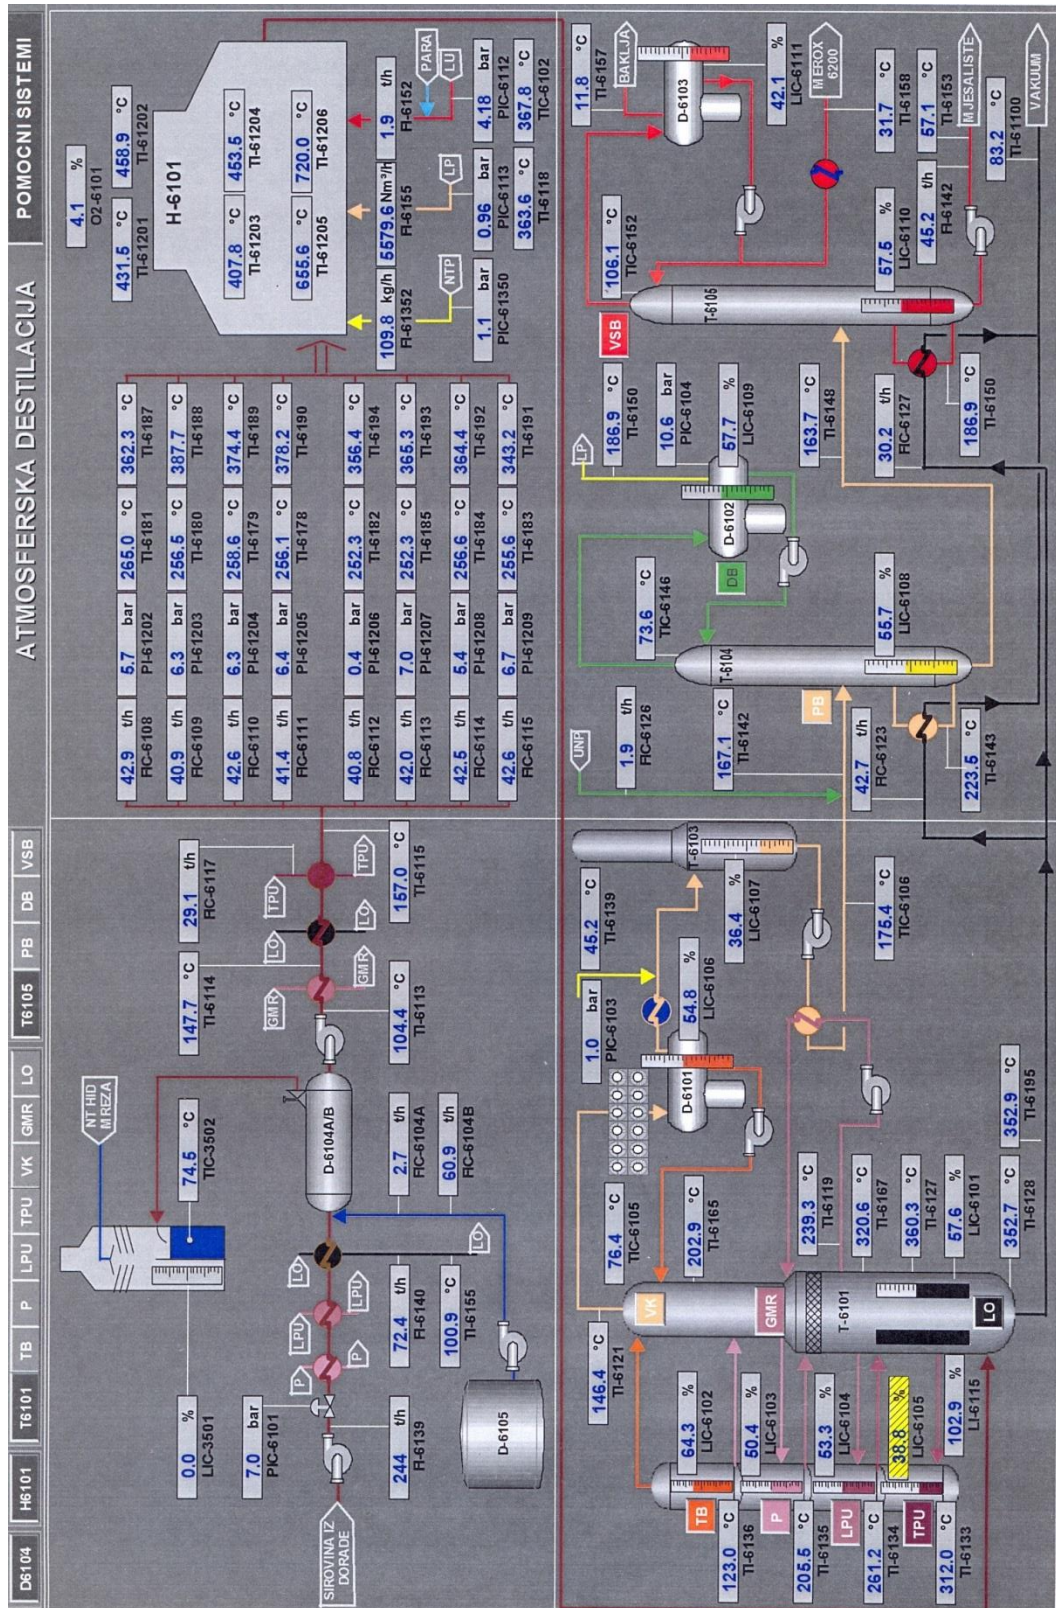 ATMOSFERSKA DESTILACIJA
POMOCNI SISTEMI
D6104
H6101
T6101
TB
P
LPU
TPU
VK
GMR
LO
T6105
PB
DB
VSB
NT HID
MREZA
0.0 %
LIC-3501
74.5 °C
TIC-3502
7.0 bar
PIC-6101
SIROVINA IZ
DORADE
244 t/h
FI-6139
P
P
LPU
LPU
LO
LO
72.4 t/h
FI-6140
100.9 °C
TI-6155
D-6105
D-6104A/B
2.7 t/h
FIC-6104A
60.9 t/h
FIC-6104B
147.7 °C
TI-6114
29.1 t/h
FIC-6117
GMR
GMR
LO
LO
TPU
TPU
104.4 °C
TI-6113
157.0 °C
TI-6115
42.9 t/h
FIC-6108
5.7 bar
PI-61202
265.0 °C
TI-6181
362.3 °C
TI-6187
40.9 t/h
FIC-6109
6.3 bar
PI-61203
256.5 °C
TI-6180
387.7 °C
TI-6188
42.6 t/h
FIC-6110
6.3 bar
PI-61204
258.6 °C
TI-6179
374.4 °C
TI-6189
41.4 t/h
FIC-6111
6.4 bar
PI-61205
256.1 °C
TI-6178
378.2 °C
TI-6190
40.8 t/h
FIC-6112
0.4 bar
PI-61206
252.3 °C
TI-6182
356.4 °C
TI-6194
42.0 t/h
FIC-6113
7.0 bar
PI-61207
252.3 °C
TI-6185
365.3 °C
TI-6193
42.5 t/h
FIC-6114
5.4 bar
PI-61208
256.6 °C
TI-6184
364.4 °C
TI-6192
42.6 t/h
FIC-6115
6.7 bar
PI-61209
255.6 °C
TI-6183
343.2 °C
TI-6191
4.1 %
O2-6101
431.5 °C
TI-61201
458.9 °C
TI-61202
H-6101
407.8 °C
TI-61203
453.5 °C
TI-61204
655.6 °C
TI-61205
720.0 °C
TI-61206
109.8 kg/h
FI-61352
5579.6 Nm³/h
FI-6155
1.9 t/h
FI-6152
NTP
LP
PARA
LU
1.1 bar
PIC-61350
0.96 bar
PIC-6113
4.18 bar
PIC-6112
363.6 °C
TI-6118
367.8 °C
TIC-6102
TB
P
LPU
TPU
123.0 °C
TI-6136
205.5 °C
TI-6135
261.2 °C
TI-6134
312.0 °C
TI-6133
64.3 %
LIC-6102
50.4 %
LIC-6103
53.3 %
LIC-6104
38.8 %
LIC-6105
102.9 %
LI-6115
146.4 °C
TI-6121
VK
GMR
T-6101
LO
76.4 °C
TIC-6105
202.9 °C
TI-6165
239.3 °C
TI-6119
320.6 °C
TI-6167
360.3 °C
TI-6127
57.6 %
LIC-6101
352.7 °C
TI-6128
352.9 °C
TI-6195
D-6101
1.0 bar
PIC-6103
54.8 %
LIC-6106
45.2 °C
TI-6139
T-6103
36.4 %
LIC-6107
175.4 °C
TIC-6106
UNP
1.9 t/h
FIC-6126
167.1 °C
TI-6142
PB
42.7 t/h
FIC-6123
223.5 °C
TI-6143
T-6104
73.6 °C
TIC-6146
55.7 %
LIC-6108
DB
D-6102
LP
186.9 °C
TI-6150
10.6 bar
PIC-6104
57.7 %
LIC-6109
163.7 °C
TI-6148
30.2 t/h
FIC-6127
186.9 °C
TI-6150
VSB
T-6105
106.1 °C
TIC-6152
57.5 %
LIC-6110
45.2 t/h
FI-6142
D-6103
BAKLJA
11.8 °C
TI-6157
42.1 %
LIC-6111
MEROX
6200
31.7 °C
TI-6158
57.1 °C
TI-6153
MJESALISTE
83.2 °C
TI-61100
VAKUUM